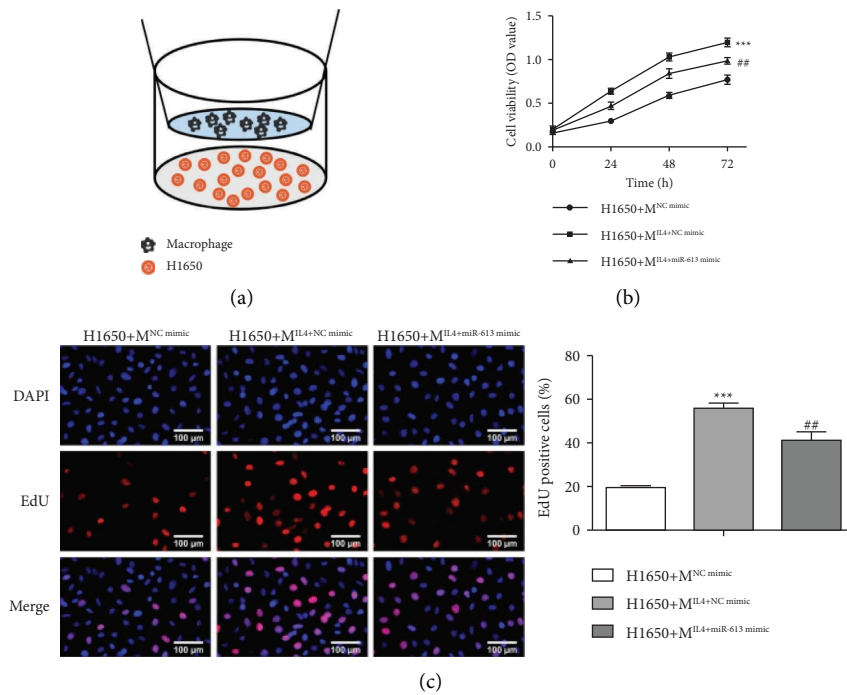 Macrophage
H1650
(a)
Cell viability (OD value)
1.5
1.0
0.5
0.0
0 24 48 72
Time (h)
***
##
H1650+M^NC mimic
H1650+M^IL4+NC mimic
H1650+M^IL4+miR-613 mimic
(b)
H1650+M^NC mimic H1650+M^IL4+NC mimic H1650+M^IL4+miR-613 mimic
DAPI
100 μm 100 μm 100 μm
EdU
100 μm 100 μm 100 μm
Merge
100 μm 100 μm 100 μm
EdU positive cells (%)
80
60
40
20
0
***
##
H1650+M^NC mimic
H1650+M^IL4+NC mimic
H1650+M^IL4+miR-613 mimic
(c)